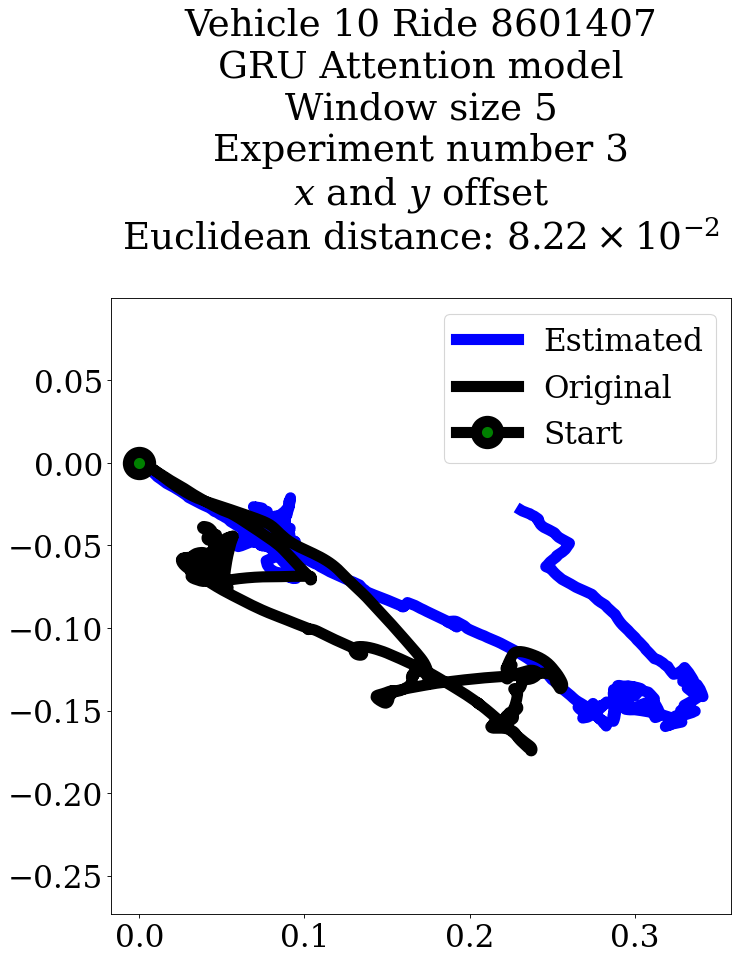 Vehicle 10 Ride 8601407
GRU Attention model
Window size 5
Experiment number 3
x and y offset
Euclidean distance: 8.22 × 10⁻²
Estimated
Original
Start
0.05
0.00
−0.05
−0.10
−0.15
−0.20
−0.25
0.0 0.1 0.2 0.3